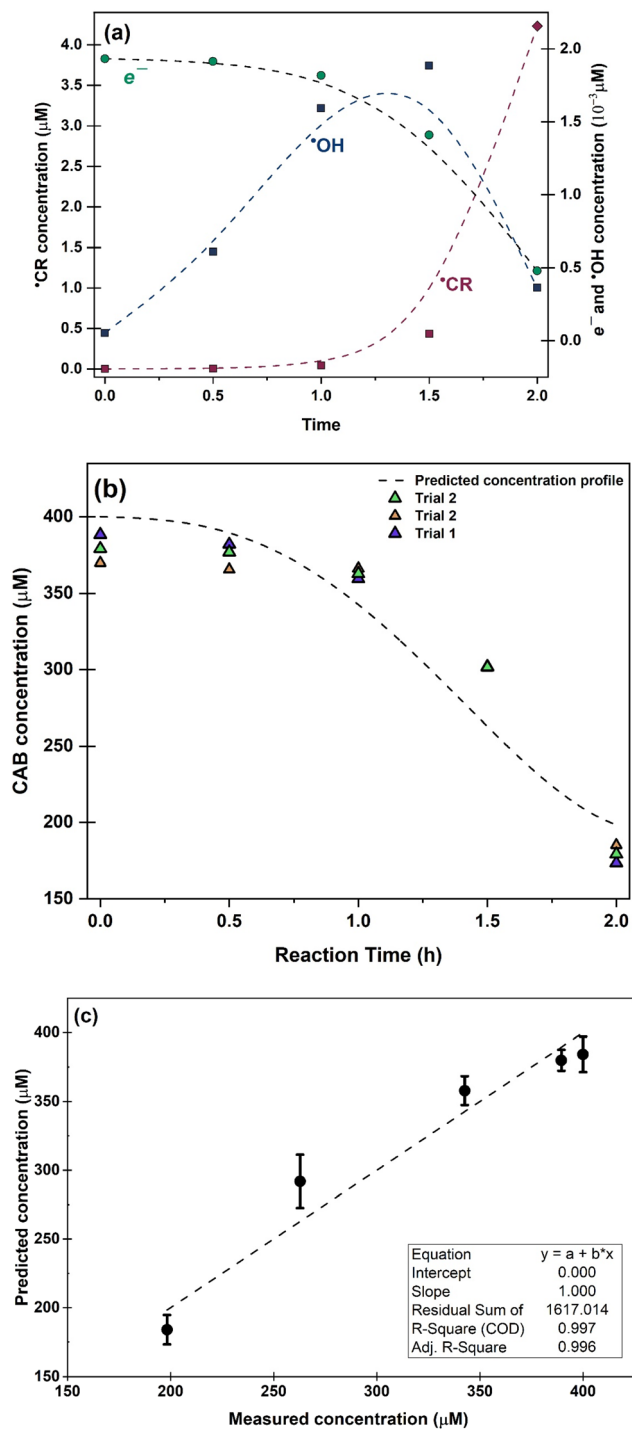 (a)
4.0
3.5
3.0
2.5
2.0
1.5
1.0
0.5
0.0
•CR concentration (μM)
e⁻
•OH
•CR
2.0
1.5
1.0
0.5
0.0
e⁻ and •OH concentration (10⁻³μM)
0.0 0.5 1.0 1.5 2.0
Time
(b)
Predicted concentration profile
Trial 2
Trial 2
Trial 1
400
350
300
250
200
150
CAB concentration (μM)
0.0 0.5 1.0 1.5 2.0
Reaction Time (h)
(c)
400
350
300
250
200
150
Predicted concentration (μM)
Equation y = a + b*x
Intercept 0.000
Slope 1.000
Residual Sum of 1617.014
R-Square (COD) 0.997
Adj. R-Square 0.996
150 200 250 300 350 400
Measured concentration (μM)